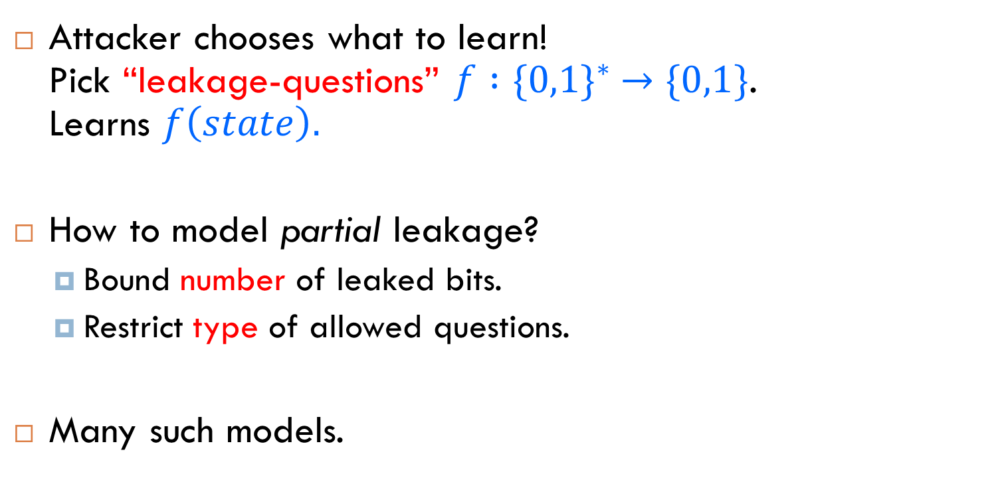 Attacker chooses what to learn!
Pick “leakage-questions” f : {0,1}* → {0,1}.
Learns f(state).
How to model partial leakage?
Bound number of leaked bits.
Restrict type of allowed questions.
Many such models.